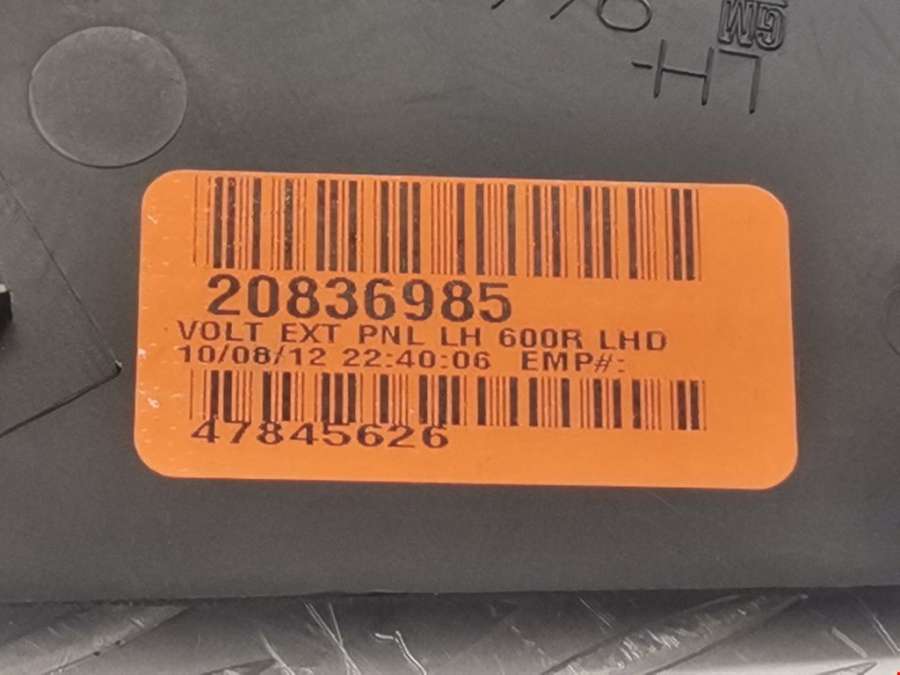 GM
LH
20836985
VOLT EXT PNL LH 600R LHD
10/08/12 22:40:06 EMP#:
47845626